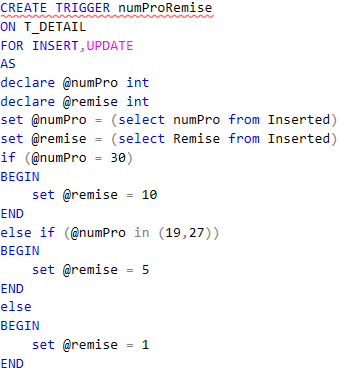 CREATE TRIGGER numProRemise
ON T_DETAIL
FOR INSERT,UPDATE
AS
declare @numPro int
declare @remise int
set @numPro = (select numPro from Inserted)
set @remise = (select Remise from Inserted)
if (@numPro = 30)
BEGIN
    set @remise = 10
END
else if (@numPro in (19,27))
BEGIN
    set @remise = 5
END
else
BEGIN
    set @remise = 1
END